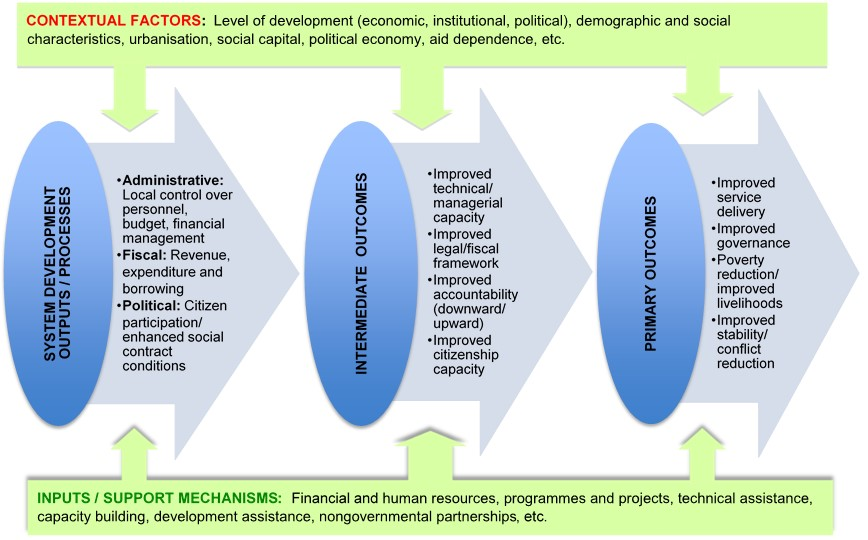 CONTEXTUAL FACTORS: Level of development (economic, institutional, political), demographic and social
characteristics, urbanisation, social capital, political economy, aid dependence, etc.
SYSTEM DEVELOPMENT
OUTPUTS / PROCESSES
•Administrative:
Local control over
personnel,
budget, financial
management
•Fiscal: Revenue,
expenditure and
borrowing
•Political: Citizen
participation/
enhanced social
contract
conditions
INTERMEDIATE OUTCOMES
•Improved
technical/
managerial
capacity
•Improved
legal/fiscal
framework
•Improved
accountability
(downward/
upward)
•Improved
citizenship
capacity
PRIMARY OUTCOMES
•Improved
service
delivery
•Improved
governance
•Poverty
reduction/
improved
livelihoods
•Improved
stability/
conflict
reduction
INPUTS / SUPPORT MECHANISMS: Financial and human resources, programmes and projects, technical assistance,
capacity building, development assistance, nongovernmental partnerships, etc.